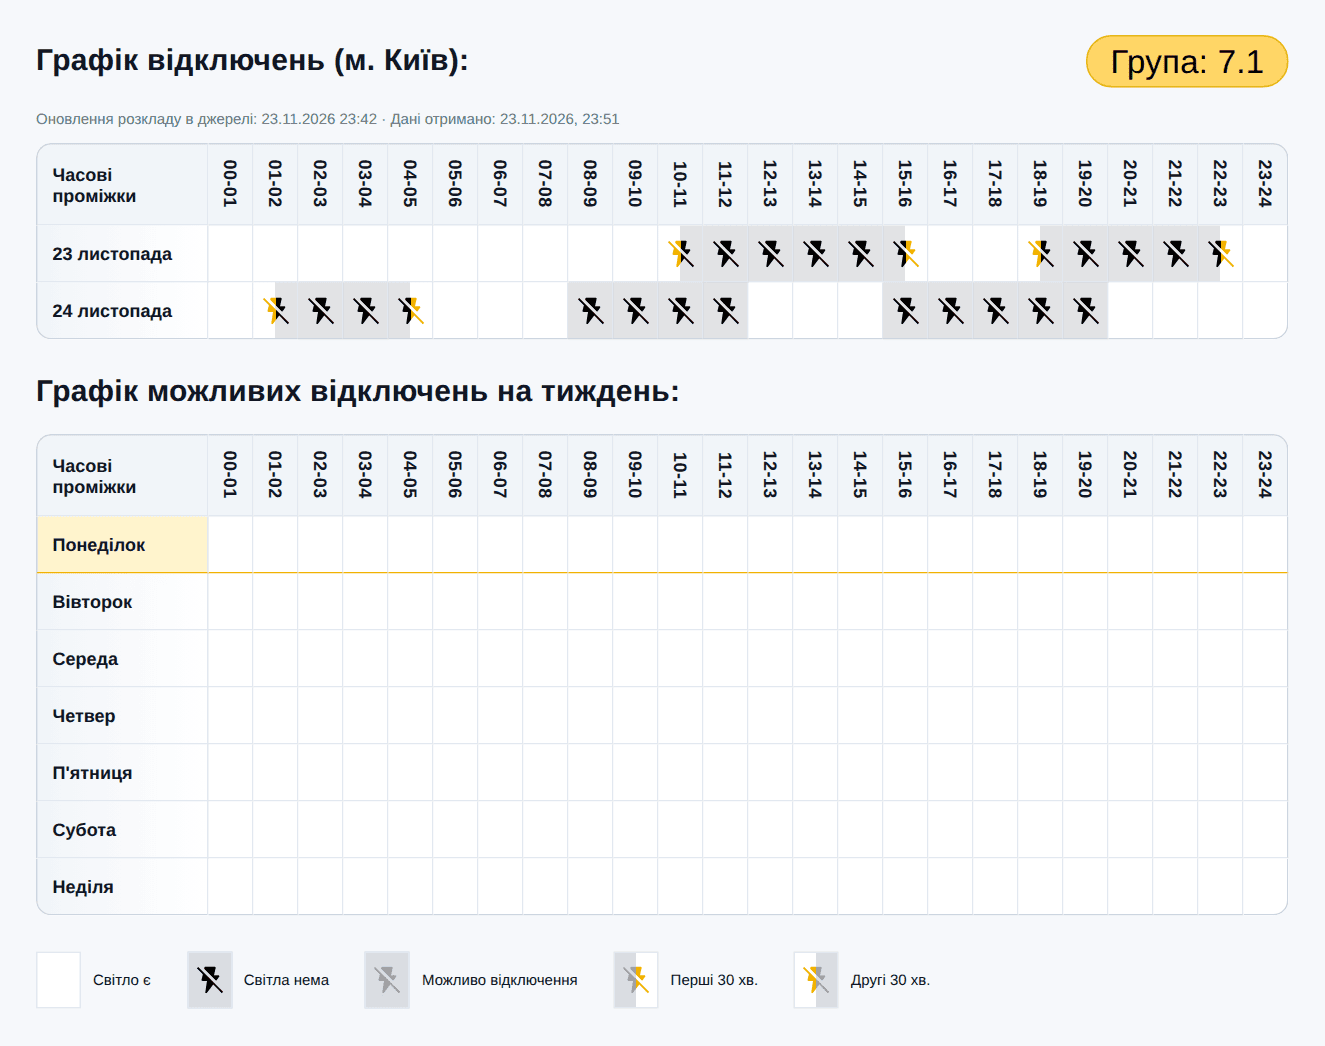 Графік відключень (м. Київ):
Група: 7.1
Оновлення розкладу в джерелі: 23.11.2026 23:42 · Дані отримано: 23.11.2026, 23:51
Часові
проміжки
00-01 01-02 02-03 03-04 04-05 05-06 06-07 07-08 08-09 09-10 10-11 11-12 12-13 13-14 14-15 15-16 16-17 17-18 18-19 19-20 20-21 21-22 22-23 23-24
23 листопада
24 листопада
Графік можливих відключень на тиждень:
Часові
проміжки
00-01 01-02 02-03 03-04 04-05 05-06 06-07 07-08 08-09 09-10 10-11 11-12 12-13 13-14 14-15 15-16 16-17 17-18 18-19 19-20 20-21 21-22 22-23 23-24
Понеділок
Вівторок
Середа
Четвер
П'ятниця
Субота
Неділя
Світло є Світла нема Можливо відключення Перші 30 хв. Другі 30 хв.